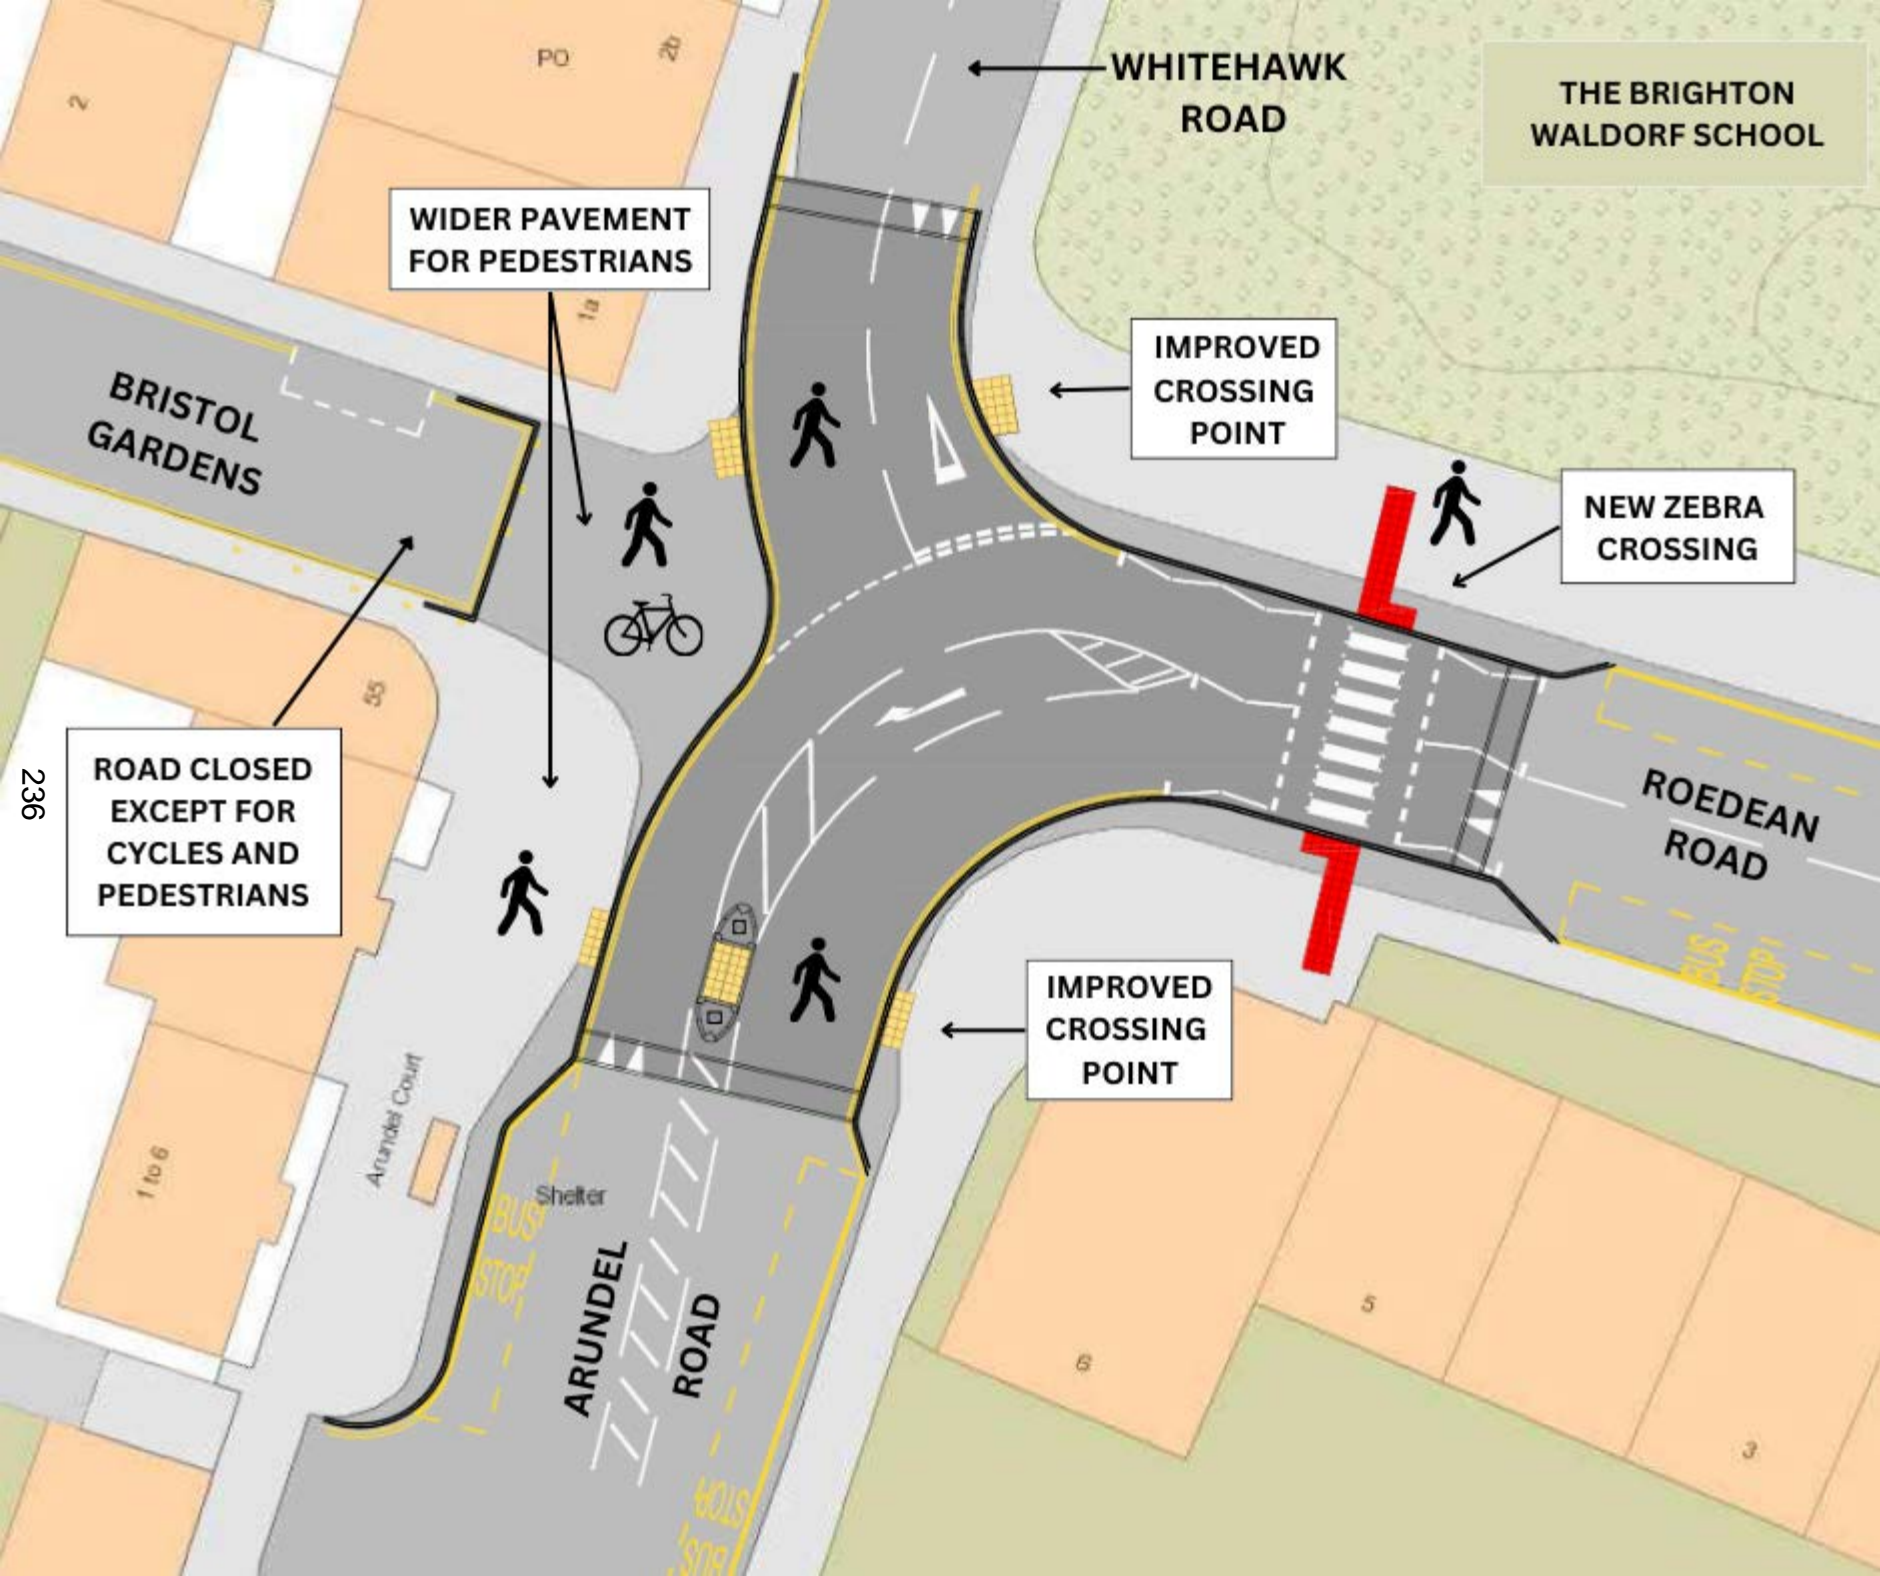 PO
2b
2
WHITEHAWK
ROAD
THE BRIGHTON
WALDORF SCHOOL
WIDER PAVEMENT
FOR PEDESTRIANS
1a
IMPROVED
CROSSING
POINT
BRISTOL
GARDENS
NEW ZEBRA
CROSSING
55
ROAD CLOSED
EXCEPT FOR
CYCLES AND
PEDESTRIANS
236
ROEDEAN
ROAD
BUS
STOP
IMPROVED
CROSSING
POINT
Arundel Court
1 to 6
Shelter
BUS
STOP
ARUNDEL
ROAD
6
5
3
STOP
BUS